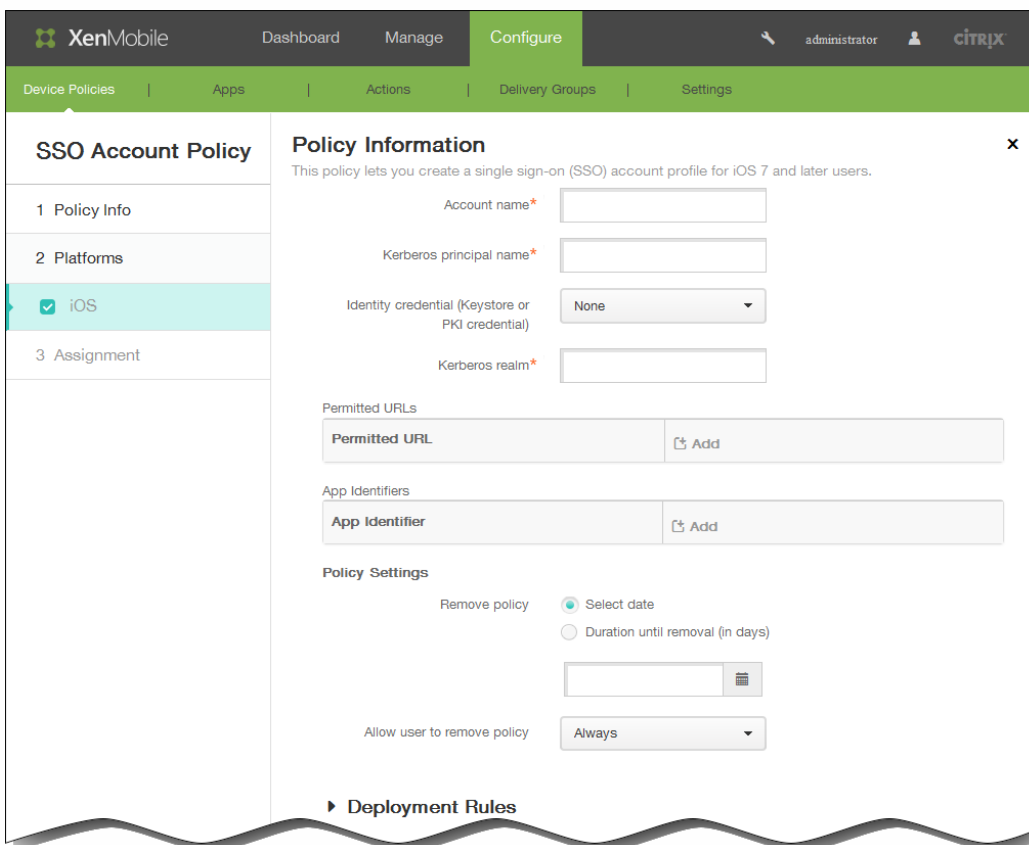 XenMobile Dashboard Manage Configure administrator CİTRIX
Device Policies | Apps | Actions | Delivery Groups | Settings
SSO Account Policy
1 Policy Info
2 Platforms
iOS
3 Assignment
Policy Information
This policy lets you create a single sign-on (SSO) account profile for iOS 7 and later users.
Account name*
Kerberos principal name*
Identity credential (Keystore or
PKI credential)
None
Kerberos realm*
Permitted URLs
Permitted URL Add
App Identifiers
App Identifier Add
Policy Settings
Remove policy Select date
Duration until removal (in days)
Allow user to remove policy Always
Deployment Rules